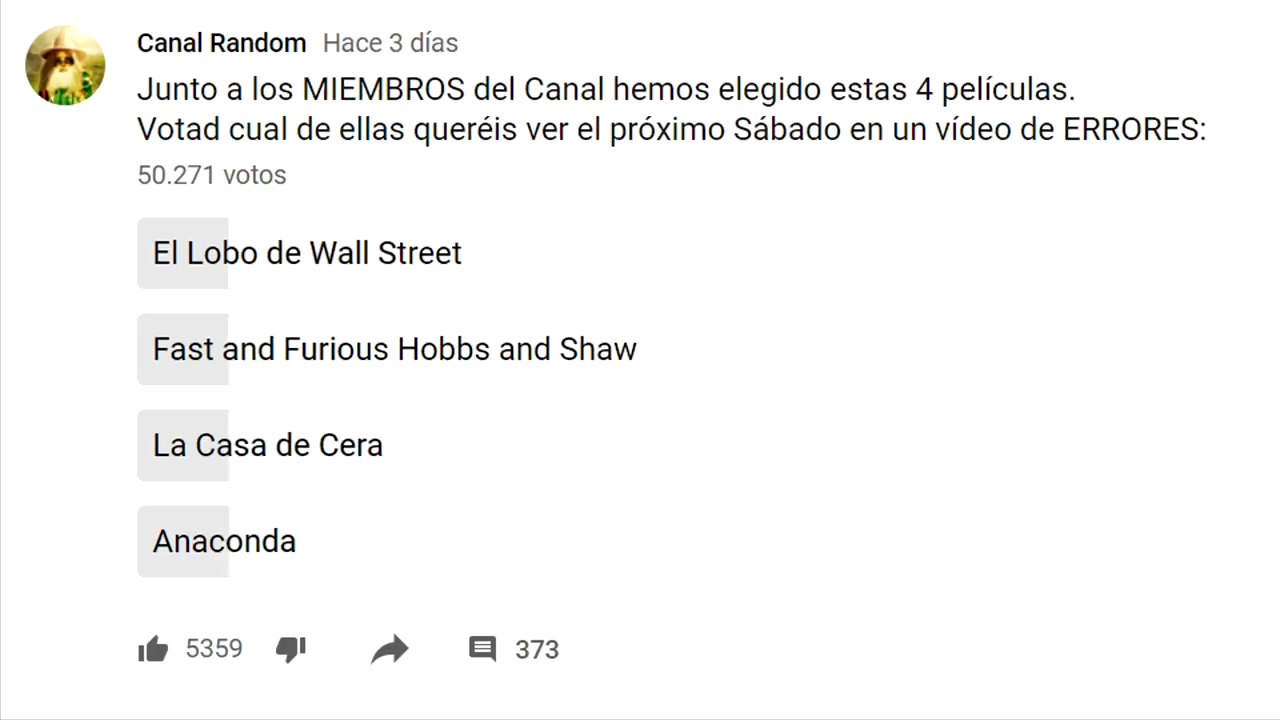 Canal Random Hace 3 días
Junto a los MIEMBROS del Canal hemos elegido estas 4 películas.
Votad cual de ellas queréis ver el próximo Sábado en un vídeo de ERRORES:
50.271 votos
El Lobo de Wall Street
Fast and Furious Hobbs and Shaw
La Casa de Cera
Anaconda
5359 373